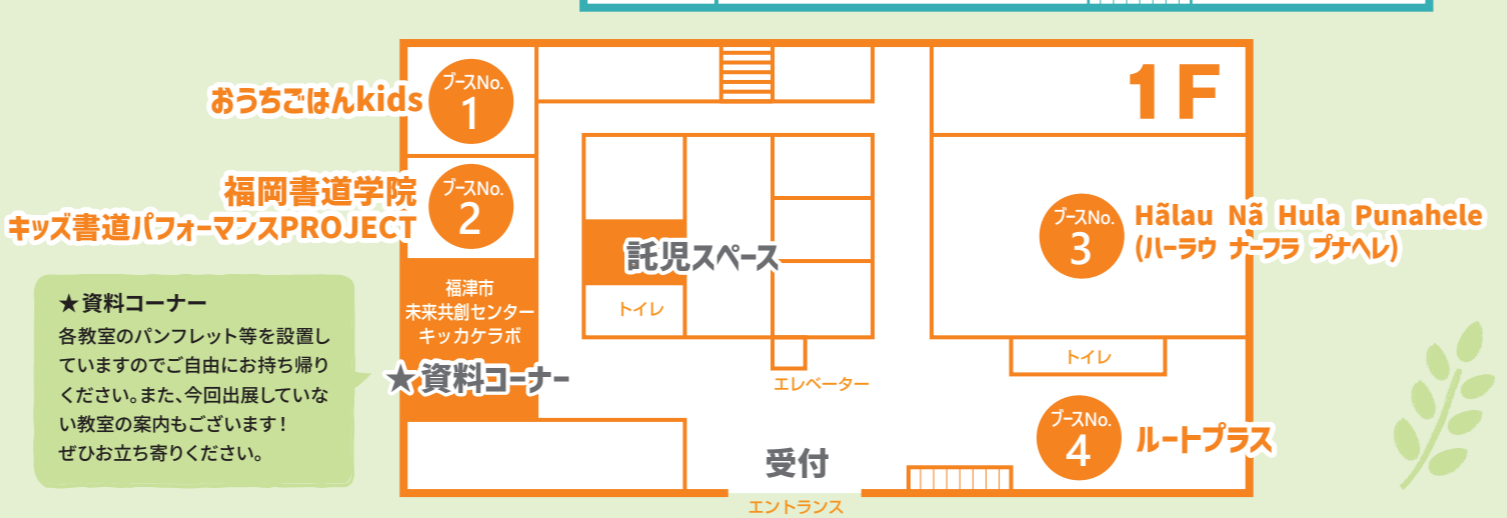 1F
ブースNo.
1
おうちごはんkids
ブースNo.
2
福岡書道学院
キッズ書道パフォーマンスPROJECT
ブースNo.
3
Hãlau Nã Hula Punahele
(ハーラウ ナーフラ プナヘレ)
託児スペース
トイレ
福津市
未来共創センター
キッカケラボ
★資料コーナー
★資料コーナー
各教室のパンフレット等を設置し
ていますのでご自由にお持ち帰り
ください。また、今回出展していな
い教室の案内もございます!
ぜひお立ち寄りください。
エレベーター
トイレ
ブースNo.
4
ルートプラス
受付
エントランス